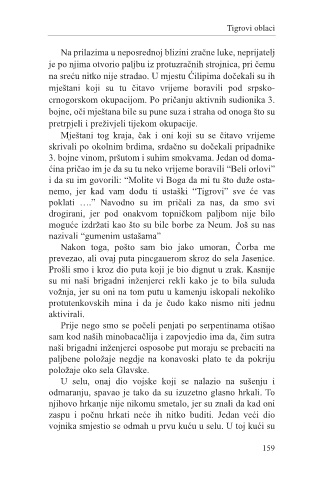 Tigrovi oblaci
Na prilazima u neposrednoj blizini zračne luke, neprijatelj
je po njima otvorio paljbu iz protuzračnih strojnica, pri čemu
na sreću nitko nije stradao. U mjestu Ćilipima dočekali su ih
mještani koji su tu čitavo vrijeme boravili pod srpsko-
crnogorskom okupacijom. Po pričanju aktivnih sudionika 3.
bojne, oči mještana bile su pune suza i straha od onoga što su
pretrpjeli i preživjeli tijekom okupacije.
Mještani tog kraja, čak i oni koji su se čitavo vrijeme
skrivali po okolnim brdima, srdačno su dočekali pripadnike
3. bojne vinom, pršutom i suhim smokvama. Jedan od doma-
ćina pričao im je da su tu neko vrijeme boravili "Beli orlovi"
i da su im govorili: "Molite vi Boga da mi tu što duže osta-
nemo, jer kad vam dođu ti ustaški "Tigrovi" sve će vas
poklati …." Navodno su im pričali za nas, da smo svi
drogirani, jer pod onakvom topničkom paljbom nije bilo
moguće izdržati kao što su bile borbe za Neum. Još su nas
nazivali "gumenim ustašama"
Nakon toga, pošto sam bio jako umoran, Čorba me
prevezao, ali ovaj puta pincgauerom skroz do sela Jasenice.
Prošli smo i kroz dio puta koji je bio dignut u zrak. Kasnije
su mi naši brigadni inženjerci rekli kako je to bila suluda
vožnja, jer su oni na tom putu u kamenju iskopali nekoliko
protutenkovskih mina i da je čudo kako nismo niti jednu
aktivirali.
Prije nego smo se počeli penjati po serpentinama otišao
sam kod naših minobacačlija i zapovjedio ima da, čim sutra
naši brigadni inženjerci osposobe put moraju se prebaciti na
paljbene položaje negdje na konavoski plato te da pokriju
položaje oko sela Glavske.
U selu, onaj dio vojske koji se nalazio na sušenju i
odmaranju, spavao je tako da su izuzetno glasno hrkali. To
njihovo hrkanje nije nikomu smetalo, jer su znali da kad oni
zaspu i počnu hrkati neće ih nitko buditi. Jedan veći dio
vojnika smjestio se odmah u prvu kuću u selu. U toj kući su
159